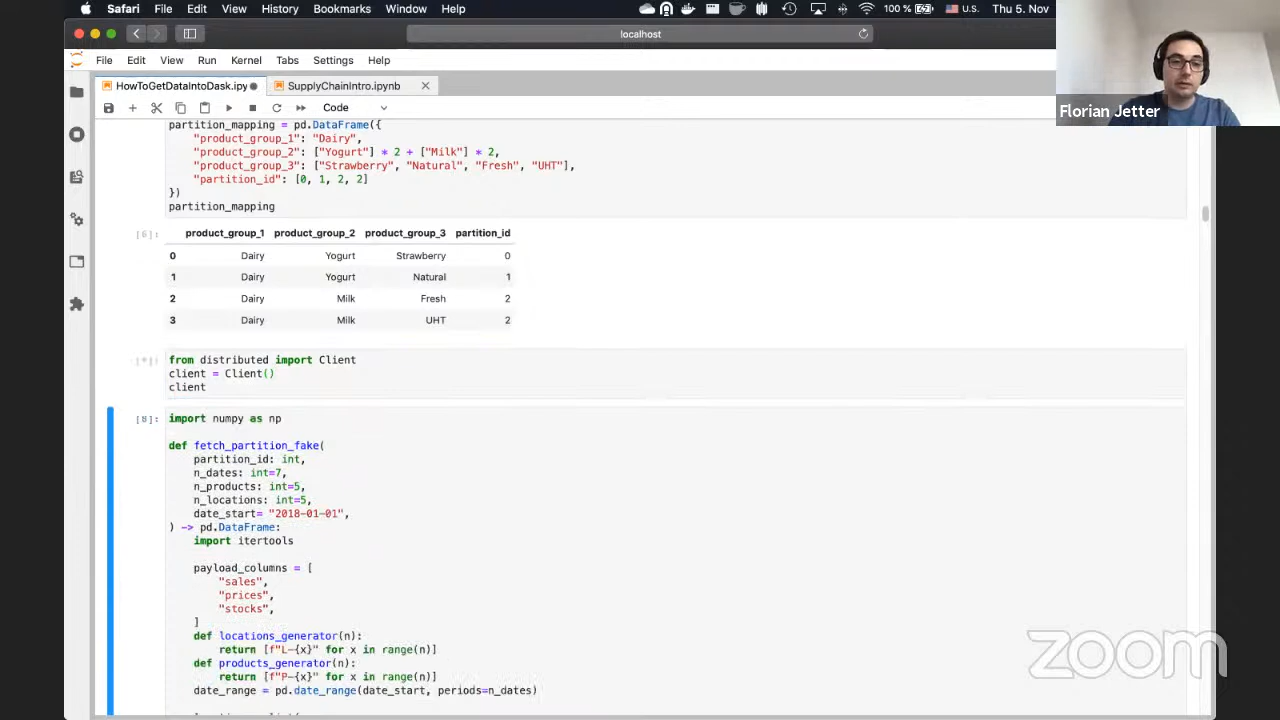 Safari File Edit View History Bookmarks Window Help 100 % U.S. Thu 5. Nov
localhost
File Edit View Run Kernel Tabs Settings Help
Florian Jetter
HowToGetDataIntoDask.ipy SupplyChainIntro.ipynb
Code
partition_mapping = pd.DataFrame({
"product_group_1": "Dairy",
"product_group_2": ["Yogurt"] * 2 + ["Milk"] * 2,
"product_group_3": ["Strawberry", "Natural", "Fresh", "UHT"],
"partition_id": [0, 1, 2, 2]
})
partition_mapping
[6]: product_group_1 product_group_2 product_group_3 partition_id
0 Dairy Yogurt Strawberry 0
1 Dairy Yogurt Natural 1
2 Dairy Milk Fresh 2
3 Dairy Milk UHT 2
[*]: from distributed import Client
client = Client()
client
[8]: import numpy as np
def fetch_partition_fake(
partition_id: int,
n_dates: int=7,
n_products: int=5,
n_locations: int=5,
date_start= "2018-01-01",
) -> pd.DataFrame:
import itertools
payload_columns = [
"sales",
"prices",
"stocks",
]
def locations_generator(n):
return [f"L-{x}" for x in range(n)]
def products_generator(n):
return [f"P-{x}" for x in range(n)]
date_range = pd.date_range(date_start, periods=n_dates)
zoom